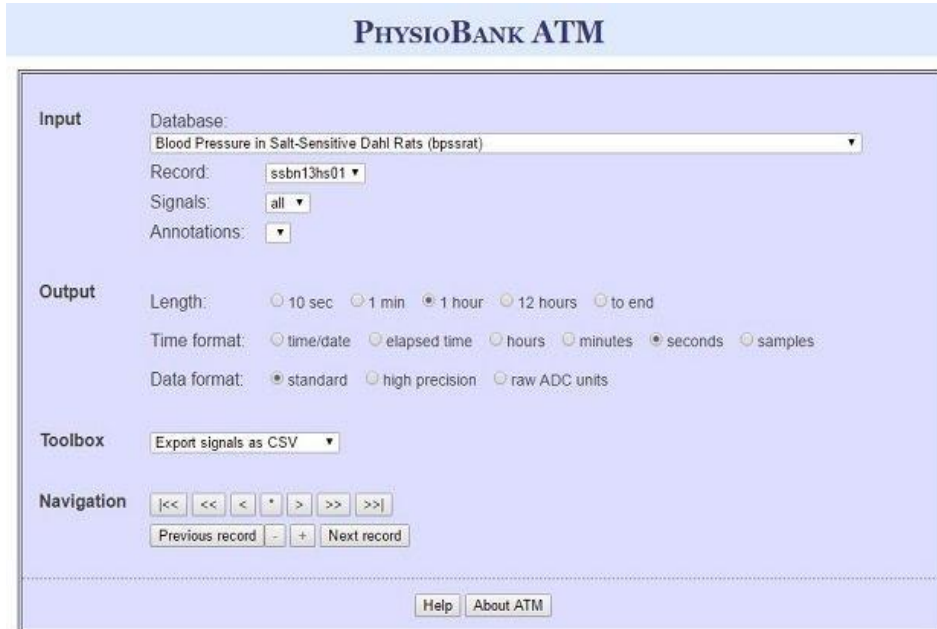 PHYSIOBANK ATM
Input
Database:
Blood Pressure in Salt-Sensitive Dahl Rats (bpssrat)
Record: ssbn13hs01
Signals: all
Annotations:
Output
Length: 10 sec 1 min 1 hour 12 hours to end
Time format: time/date elapsed time hours minutes seconds samples
Data format: standard high precision raw ADC units
Toolbox Export signals as CSV
Navigation |<< << < * > >> >>|
Previous record - + Next record
Help About ATM